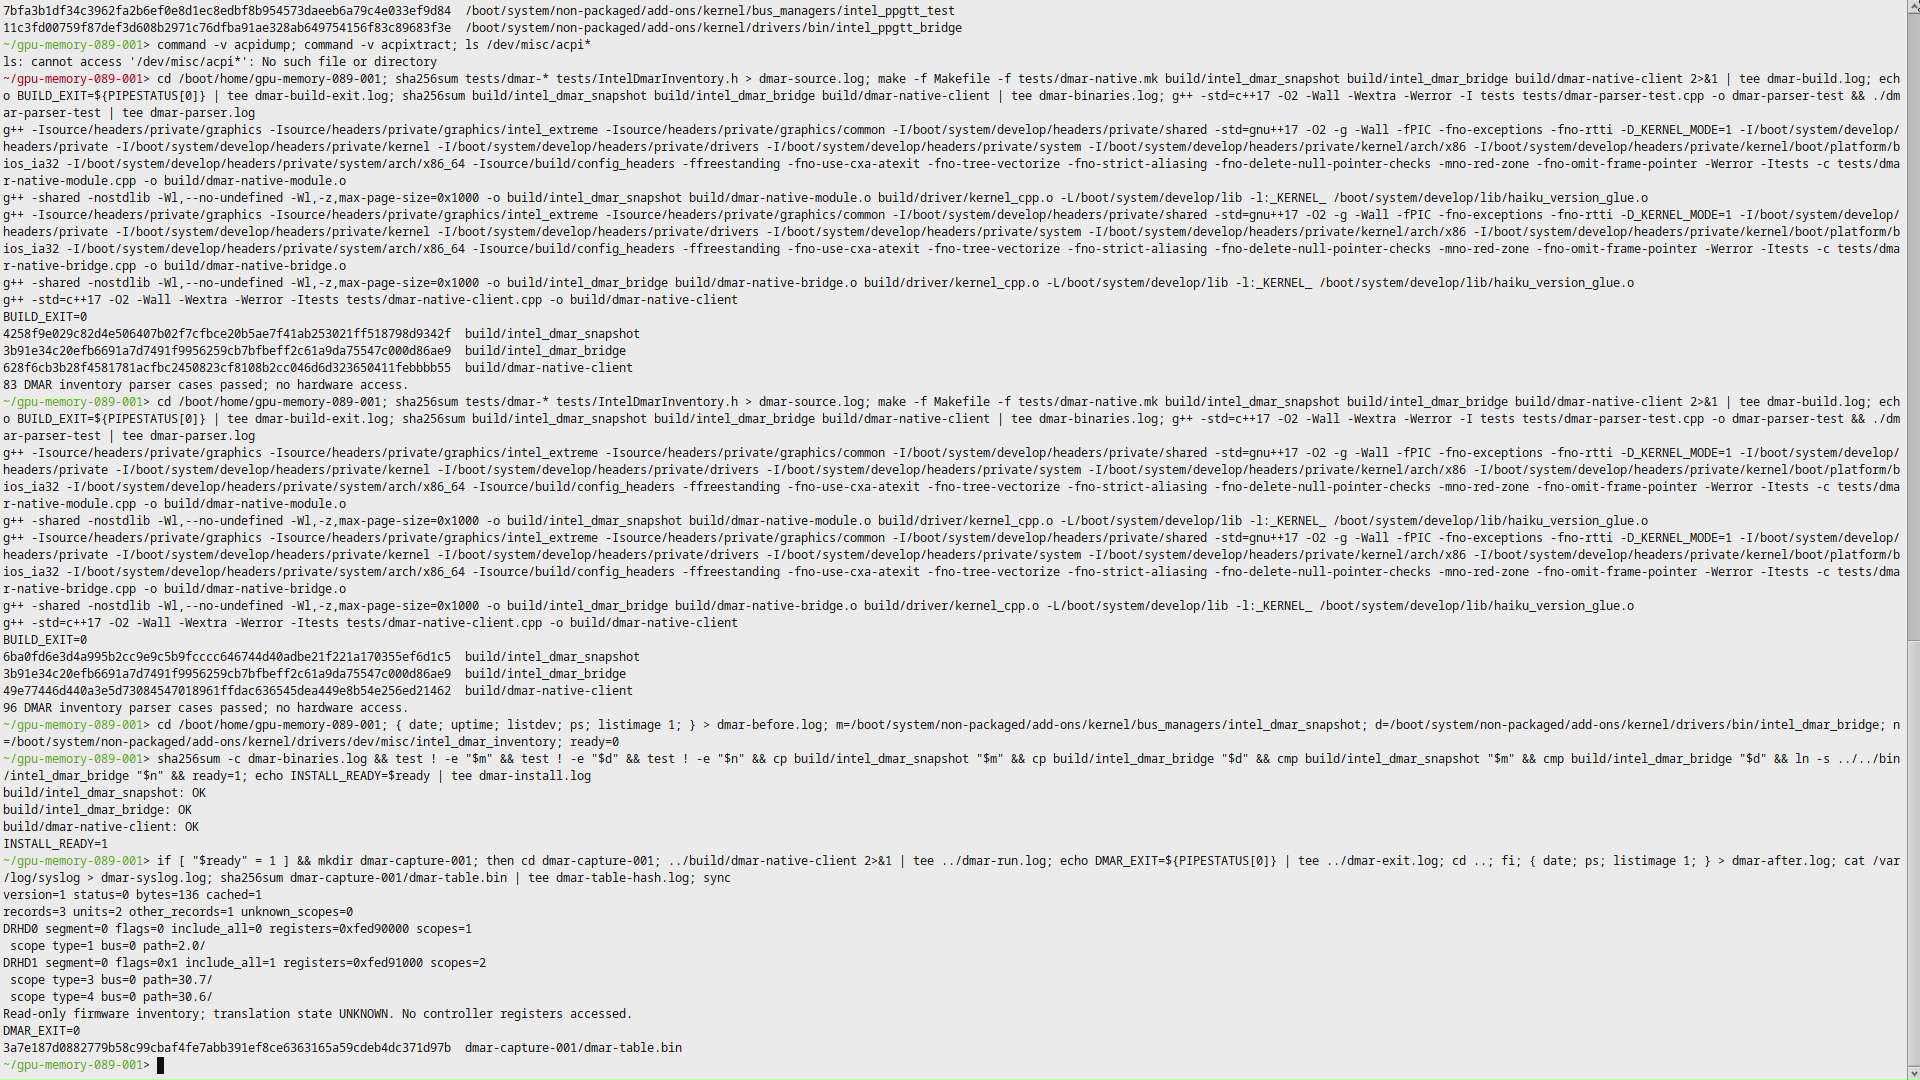 7bfa3b1df34c3962fa2b6ef0e8d1ec8edbf8b954573daeeb6a79c4e033ef9d84  /boot/system/non-packaged/add-ons/kernel/bus_managers/intel_ppgtt_test
11c3fd00759f87def3d608b2971c76dfba91ae328ab649754156f83c89683f3e  /boot/system/non-packaged/add-ons/kernel/drivers/bin/intel_ppgtt_bridge
~/gpu-memory-089-001> command -v acpidump; command -v acpixtract; ls /dev/misc/acpi*
ls: cannot access '/dev/misc/acpi*': No such file or directory
~/gpu-memory-089-001> cd /boot/home/gpu-memory-089-001; sha256sum tests/dmar-* tests/IntelDmarInventory.h > dmar-source.log; make -f Makefile -f tests/dmar-native.mk build/intel_dmar_snapshot build/intel_dmar_bridge build/dmar-native-client 2>&1 | tee dmar-build.log; ech
o BUILD_EXIT=${PIPESTATUS[0]} | tee dmar-build-exit.log; sha256sum build/intel_dmar_snapshot build/intel_dmar_bridge build/dmar-native-client | tee dmar-binaries.log; g++ -std=c++17 -O2 -Wall -Wextra -Werror -I tests tests/dmar-parser-test.cpp -o dmar-parser-test && ./dm
ar-parser-test | tee dmar-parser.log
g++ -Isource/headers/private/graphics -Isource/headers/private/graphics/intel_extreme -Isource/headers/private/graphics/common -I/boot/system/develop/headers/private/shared -std=gnu++17 -O2 -g -Wall -fPIC -fno-exceptions -fno-rtti -D_KERNEL_MODE=1 -I/boot/system/develop/
headers/private -I/boot/system/develop/headers/private/kernel -I/boot/system/develop/headers/private/drivers -I/boot/system/develop/headers/private/system -I/boot/system/develop/headers/private/kernel/arch/x86 -I/boot/system/develop/headers/private/kernel/boot/platform/b
ios_ia32 -I/boot/system/develop/headers/private/system/arch/x86_64 -Isource/build/config_headers -ffreestanding -fno-use-cxa-atexit -fno-tree-vectorize -fno-strict-aliasing -fno-delete-null-pointer-checks -mno-red-zone -fno-omit-frame-pointer -Werror -Itests -c tests/dma
r-native-module.cpp -o build/dmar-native-module.o
g++ -shared -nostdlib -Wl,--no-undefined -Wl,-z,max-page-size=0x1000 -o build/intel_dmar_snapshot build/dmar-native-module.o build/driver/kernel_cpp.o -L/boot/system/develop/lib -l:_KERNEL_ /boot/system/develop/lib/haiku_version_glue.o
g++ -Isource/headers/private/graphics -Isource/headers/private/graphics/intel_extreme -Isource/headers/private/graphics/common -I/boot/system/develop/headers/private/shared -std=gnu++17 -O2 -g -Wall -fPIC -fno-exceptions -fno-rtti -D_KERNEL_MODE=1 -I/boot/system/develop/
headers/private -I/boot/system/develop/headers/private/kernel -I/boot/system/develop/headers/private/drivers -I/boot/system/develop/headers/private/system -I/boot/system/develop/headers/private/kernel/arch/x86 -I/boot/system/develop/headers/private/kernel/boot/platform/b
ios_ia32 -I/boot/system/develop/headers/private/system/arch/x86_64 -Isource/build/config_headers -ffreestanding -fno-use-cxa-atexit -fno-tree-vectorize -fno-strict-aliasing -fno-delete-null-pointer-checks -mno-red-zone -fno-omit-frame-pointer -Werror -Itests -c tests/dma
r-native-bridge.cpp -o build/dmar-native-bridge.o
g++ -shared -nostdlib -Wl,--no-undefined -Wl,-z,max-page-size=0x1000 -o build/intel_dmar_bridge build/dmar-native-bridge.o build/driver/kernel_cpp.o -L/boot/system/develop/lib -l:_KERNEL_ /boot/system/develop/lib/haiku_version_glue.o
g++ -std=c++17 -O2 -Wall -Wextra -Werror -Itests tests/dmar-native-client.cpp -o build/dmar-native-client
BUILD_EXIT=0
4258f9e029c82d4e506407b02f7cfbce20b5ae7f41ab253021ff518798d9342f  build/intel_dmar_snapshot
3b91e34c20efb6691a7d7491f9956259cb7bfbeff2c61a9da75547c000d86ae9  build/intel_dmar_bridge
628f6cb3b28f4581781acfbc2450823cf8108b2cc046d6d323650411febbbb55  build/dmar-native-client
83 DMAR inventory parser cases passed; no hardware access.
~/gpu-memory-089-001> cd /boot/home/gpu-memory-089-001; sha256sum tests/dmar-* tests/IntelDmarInventory.h > dmar-source.log; make -f Makefile -f tests/dmar-native.mk build/intel_dmar_snapshot build/intel_dmar_bridge build/dmar-native-client 2>&1 | tee dmar-build.log; ech
o BUILD_EXIT=${PIPESTATUS[0]} | tee dmar-build-exit.log; sha256sum build/intel_dmar_snapshot build/intel_dmar_bridge build/dmar-native-client | tee dmar-binaries.log; g++ -std=c++17 -O2 -Wall -Wextra -Werror -I tests tests/dmar-parser-test.cpp -o dmar-parser-test && ./dm
ar-parser-test | tee dmar-parser.log
g++ -Isource/headers/private/graphics -Isource/headers/private/graphics/intel_extreme -Isource/headers/private/graphics/common -I/boot/system/develop/headers/private/shared -std=gnu++17 -O2 -g -Wall -fPIC -fno-exceptions -fno-rtti -D_KERNEL_MODE=1 -I/boot/system/develop/
headers/private -I/boot/system/develop/headers/private/kernel -I/boot/system/develop/headers/private/drivers -I/boot/system/develop/headers/private/system -I/boot/system/develop/headers/private/kernel/arch/x86 -I/boot/system/develop/headers/private/kernel/boot/platform/b
ios_ia32 -I/boot/system/develop/headers/private/system/arch/x86_64 -Isource/build/config_headers -ffreestanding -fno-use-cxa-atexit -fno-tree-vectorize -fno-strict-aliasing -fno-delete-null-pointer-checks -mno-red-zone -fno-omit-frame-pointer -Werror -Itests -c tests/dma
r-native-module.cpp -o build/dmar-native-module.o
g++ -shared -nostdlib -Wl,--no-undefined -Wl,-z,max-page-size=0x1000 -o build/intel_dmar_snapshot build/dmar-native-module.o build/driver/kernel_cpp.o -L/boot/system/develop/lib -l:_KERNEL_ /boot/system/develop/lib/haiku_version_glue.o
g++ -Isource/headers/private/graphics -Isource/headers/private/graphics/intel_extreme -Isource/headers/private/graphics/common -I/boot/system/develop/headers/private/shared -std=gnu++17 -O2 -g -Wall -fPIC -fno-exceptions -fno-rtti -D_KERNEL_MODE=1 -I/boot/system/develop/
headers/private -I/boot/system/develop/headers/private/kernel -I/boot/system/develop/headers/private/drivers -I/boot/system/develop/headers/private/system -I/boot/system/develop/headers/private/kernel/arch/x86 -I/boot/system/develop/headers/private/kernel/boot/platform/b
ios_ia32 -I/boot/system/develop/headers/private/system/arch/x86_64 -Isource/build/config_headers -ffreestanding -fno-use-cxa-atexit -fno-tree-vectorize -fno-strict-aliasing -fno-delete-null-pointer-checks -mno-red-zone -fno-omit-frame-pointer -Werror -Itests -c tests/dma
r-native-bridge.cpp -o build/dmar-native-bridge.o
g++ -shared -nostdlib -Wl,--no-undefined -Wl,-z,max-page-size=0x1000 -o build/intel_dmar_bridge build/dmar-native-bridge.o build/driver/kernel_cpp.o -L/boot/system/develop/lib -l:_KERNEL_ /boot/system/develop/lib/haiku_version_glue.o
g++ -std=c++17 -O2 -Wall -Wextra -Werror -Itests tests/dmar-native-client.cpp -o build/dmar-native-client
BUILD_EXIT=0
6ba0fd6e3d4a995b2cc9e9c5b9fcccc646744d40adbe21f221a170355ef6d1c5  build/intel_dmar_snapshot
3b91e34c20efb6691a7d7491f9956259cb7bfbeff2c61a9da75547c000d86ae9  build/intel_dmar_bridge
49e77446d440a3e5d73084547018961ffdac636545dea449e8b54e256ed21462  build/dmar-native-client
96 DMAR inventory parser cases passed; no hardware access.
~/gpu-memory-089-001> cd /boot/home/gpu-memory-089-001; { date; uptime; listdev; ps; listimage 1; } > dmar-before.log; m=/boot/system/non-packaged/add-ons/kernel/bus_managers/intel_dmar_snapshot; d=/boot/system/non-packaged/add-ons/kernel/drivers/bin/intel_dmar_bridge; n
=/boot/system/non-packaged/add-ons/kernel/drivers/dev/misc/intel_dmar_inventory; ready=0
~/gpu-memory-089-001> sha256sum -c dmar-binaries.log && test ! -e "$m" && test ! -e "$d" && test ! -e "$n" && cp build/intel_dmar_snapshot "$m" && cp build/intel_dmar_bridge "$d" && cmp build/intel_dmar_snapshot "$m" && cmp build/intel_dmar_bridge "$d" && ln -s ../../bin
/intel_dmar_bridge "$n" && ready=1; echo INSTALL_READY=$ready | tee dmar-install.log
build/intel_dmar_snapshot: OK
build/intel_dmar_bridge: OK
build/dmar-native-client: OK
INSTALL_READY=1
~/gpu-memory-089-001> if [ "$ready" = 1 ] && mkdir dmar-capture-001; then cd dmar-capture-001; ../build/dmar-native-client 2>&1 | tee ../dmar-run.log; echo DMAR_EXIT=${PIPESTATUS[0]} | tee ../dmar-exit.log; cd ..; fi; { date; ps; listimage 1; } > dmar-after.log; cat /var
/log/syslog > dmar-syslog.log; sha256sum dmar-capture-001/dmar-table.bin | tee dmar-table-hash.log; sync
version=1 status=0 bytes=136 cached=1
records=3 units=2 other_records=1 unknown_scopes=0
DRHD0 segment=0 flags=0 include_all=0 registers=0xfed90000 scopes=1
 scope type=1 bus=0 path=2.0/
DRHD1 segment=0 flags=0x1 include_all=1 registers=0xfed91000 scopes=2
 scope type=3 bus=0 path=30.7/
 scope type=4 bus=0 path=30.6/
Read-only firmware inventory; translation state UNKNOWN. No controller registers accessed.
DMAR_EXIT=0
3a7e187d0882779b58c99cbaf4fe7abb391ef8ce6363165a59cdeb4dc371d97b  dmar-capture-001/dmar-table.bin
~/gpu-memory-089-001>